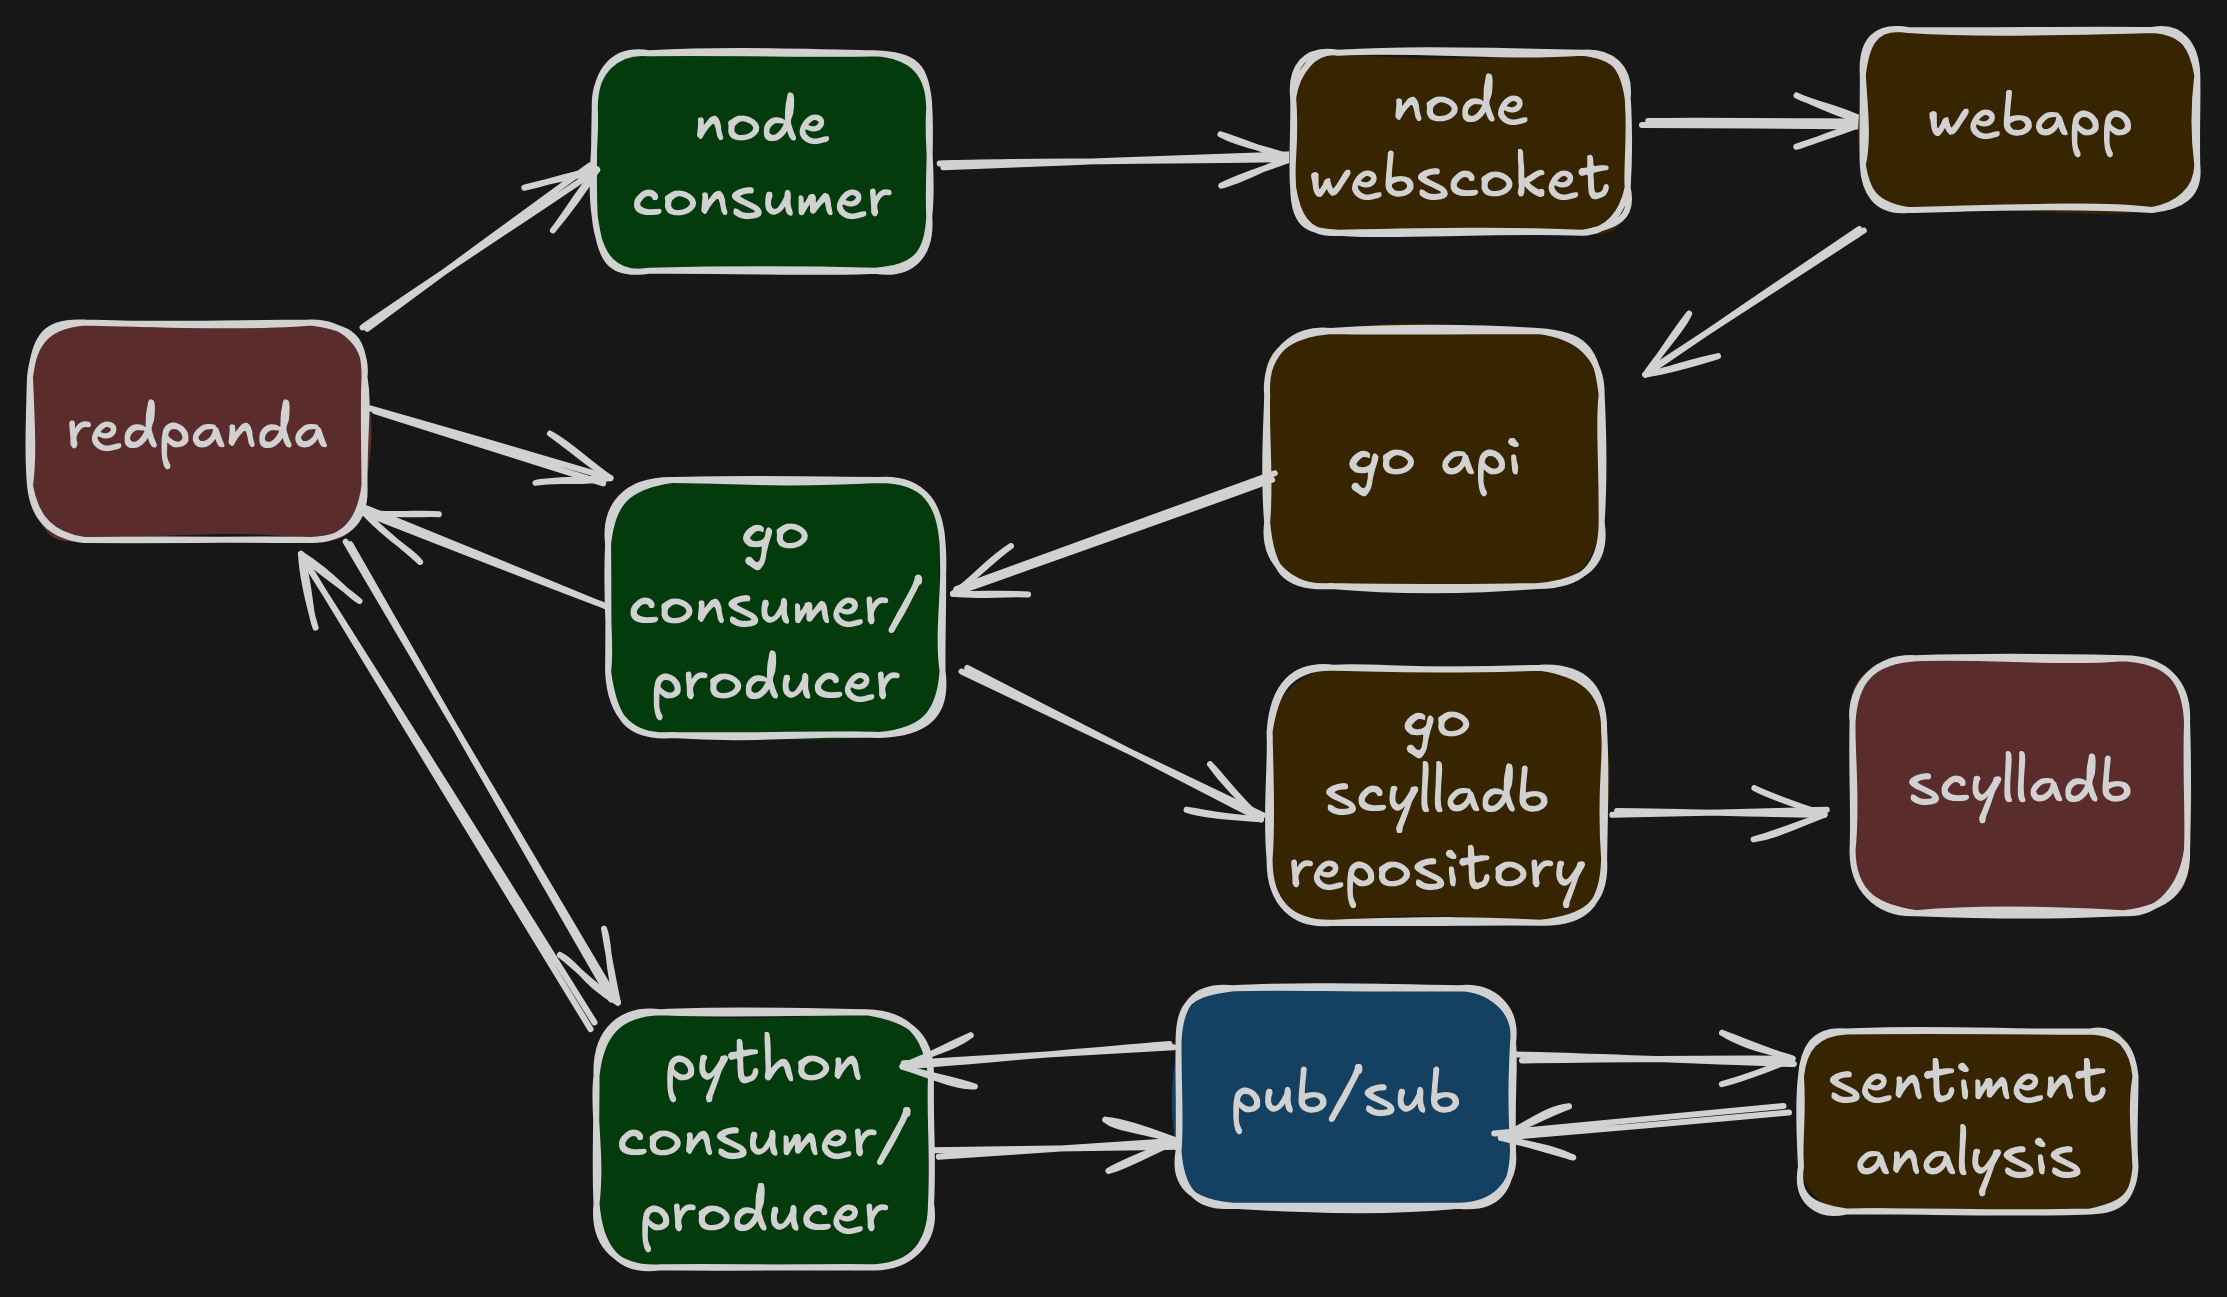 node
consumer
node
webscoket
webapp
redpanda
go
consumer/
producer
go api
go
scylladb
repository
scylladb
python
consumer/
producer
pub/sub
sentiment
analysis